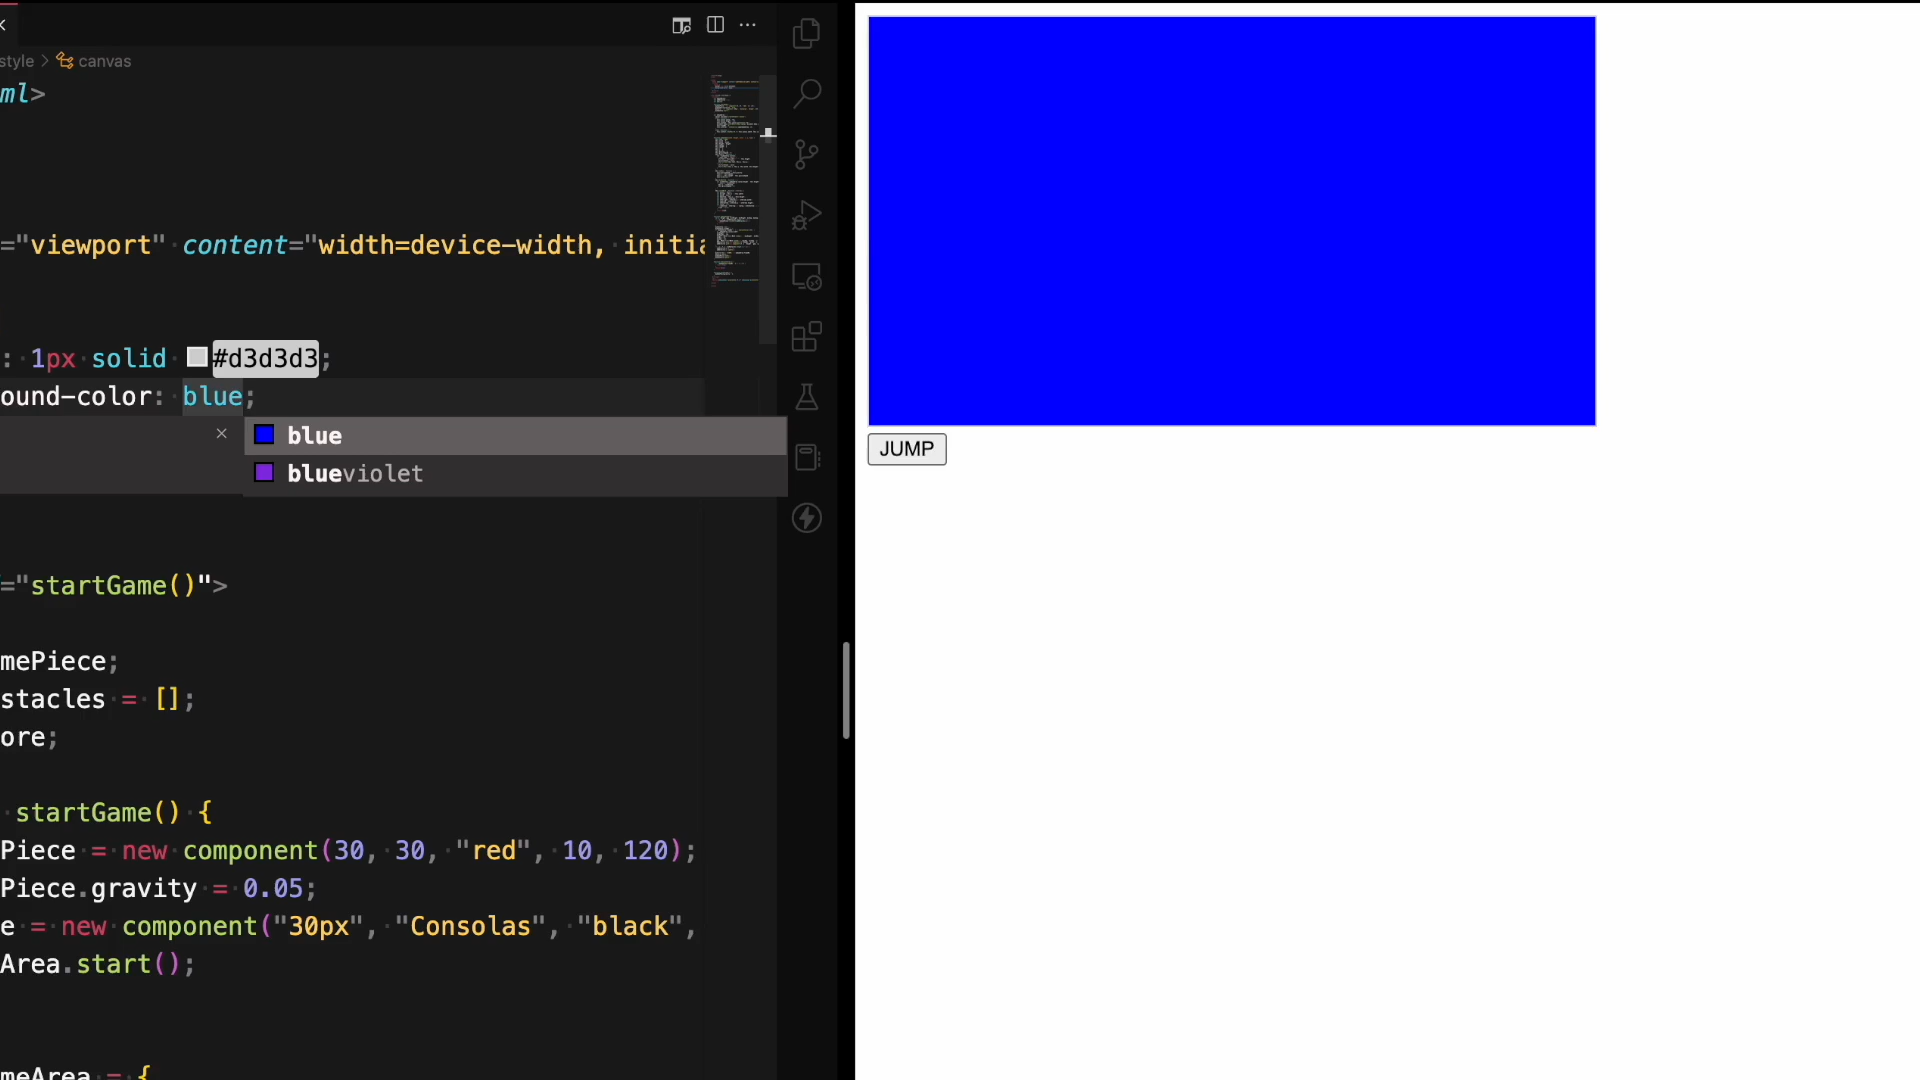 style > canvas
ml>
="viewport" content="width=device-width, initia
: 1px solid #d3d3d3;
ound-color: blue;
blue
blueviolet
="startGame()">
mePiece;
stacles = [];
ore;
startGame() {
Piece = new component(30, 30, "red", 10, 120);
Piece.gravity = 0.05;
e = new component("30px", "Consolas", "black",
Area.start();
meArea = {
JUMP